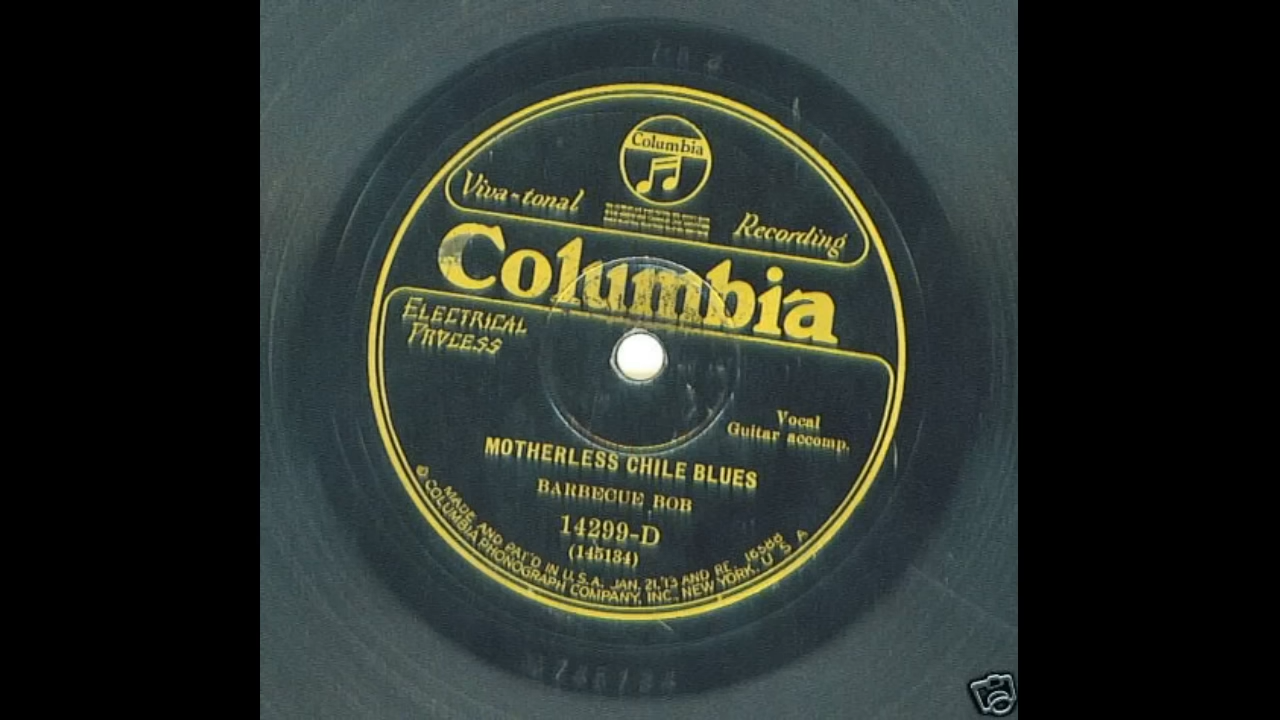 Columbia
Viva-tonal Recording
Columbia
ELECTRICAL
PROCESS
Vocal
Guitar accomp.
MOTHERLESS CHILE BLUES
BARBECUE BOB
14299-D
(145134)
MADE AND PAT'D IN U.S.A. JAN. 21,'13 AND RE. 16588
© COLUMBIA PHONOGRAPH COMPANY, INC., NEW YORK, U S A